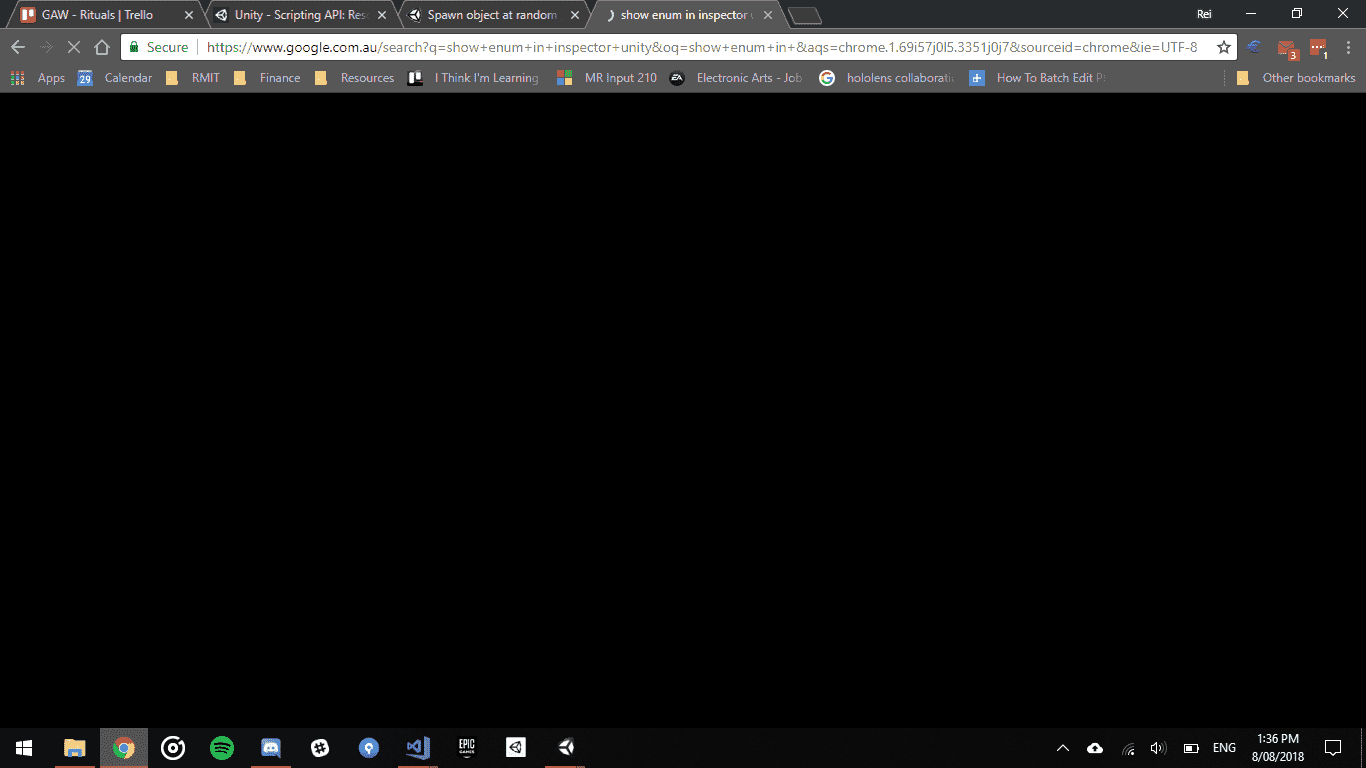 GAW - Rituals | Trello
Unity - Scripting API: Res
Spawn object at random
show enum in inspector
Rei
Secure
https://www.google.com.au/search?q=show+enum+in+inspector+unity&oq=show+enum+in+&aqs=chrome.1.69i57j0l5.3351j0j7&sourceid=chrome&ie=UTF-8
3
1
Apps
29
Calendar
RMIT
Finance
Resources
I Think I'm Learning
MR Input 210
EA
Electronic Arts - Job
hololens collaborati
How To Batch Edit P
Other bookmarks
EPIC
GAMES
ENG
1:36 PM
8/08/2018